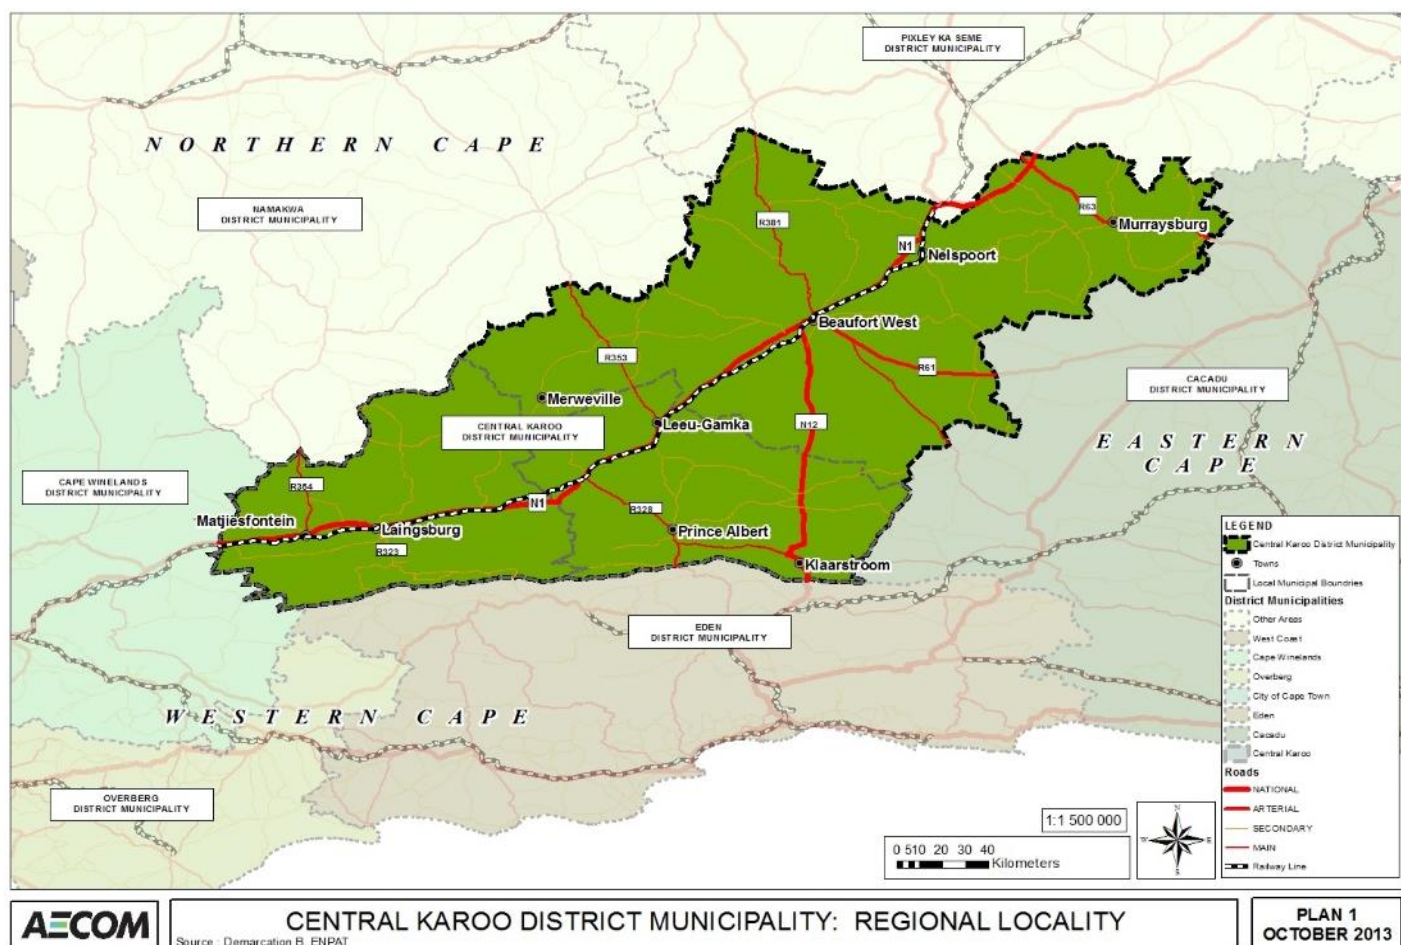 PIXLEY KA SEME
DISTRICT MUNICIPALITY
NORTHERN CAPE
NAMAKWA
DISTRICT MUNICIPALITY
R381
R63
Murraysburg
N1
Nelspoort
Beaufort West
R353
R61
CACADU
DISTRICT MUNICIPALITY
Merweville
CENTRAL KAROO
DISTRICT MUNICIPALITY
Leeu-Gamka
N12
EASTERN
CAPE
CAPE WINELANDS
DISTRICT MUNICIPALITY
R354
N1
R328
Matjiesfontein
Laingsburg
Prince Albert
R323
Klaarstroom
EDEN
DISTRICT MUNICIPALITY
WESTERN CAPE
OVERBERG
DISTRICT MUNICIPALITY
LEGEND
Central Karoo District Municipality
Towns
Local Municipal Boundries
District Municipalities
Other Areas
West Coast
Cape Winelands
Overberg
City of Cape Town
Eden
Cacadu
Central Karoo
Roads
NATIONAL
ARTERIAL
SECONDARY
MAIN
Railway Line
1:1 500 000
0 5 10 20 30 40
Kilometers
N
W
E
S
AECOM
CENTRAL KAROO DISTRICT MUNICIPALITY: REGIONAL LOCALITY
Source : Demarcation B, ENPAT
PLAN 1
OCTOBER 2013